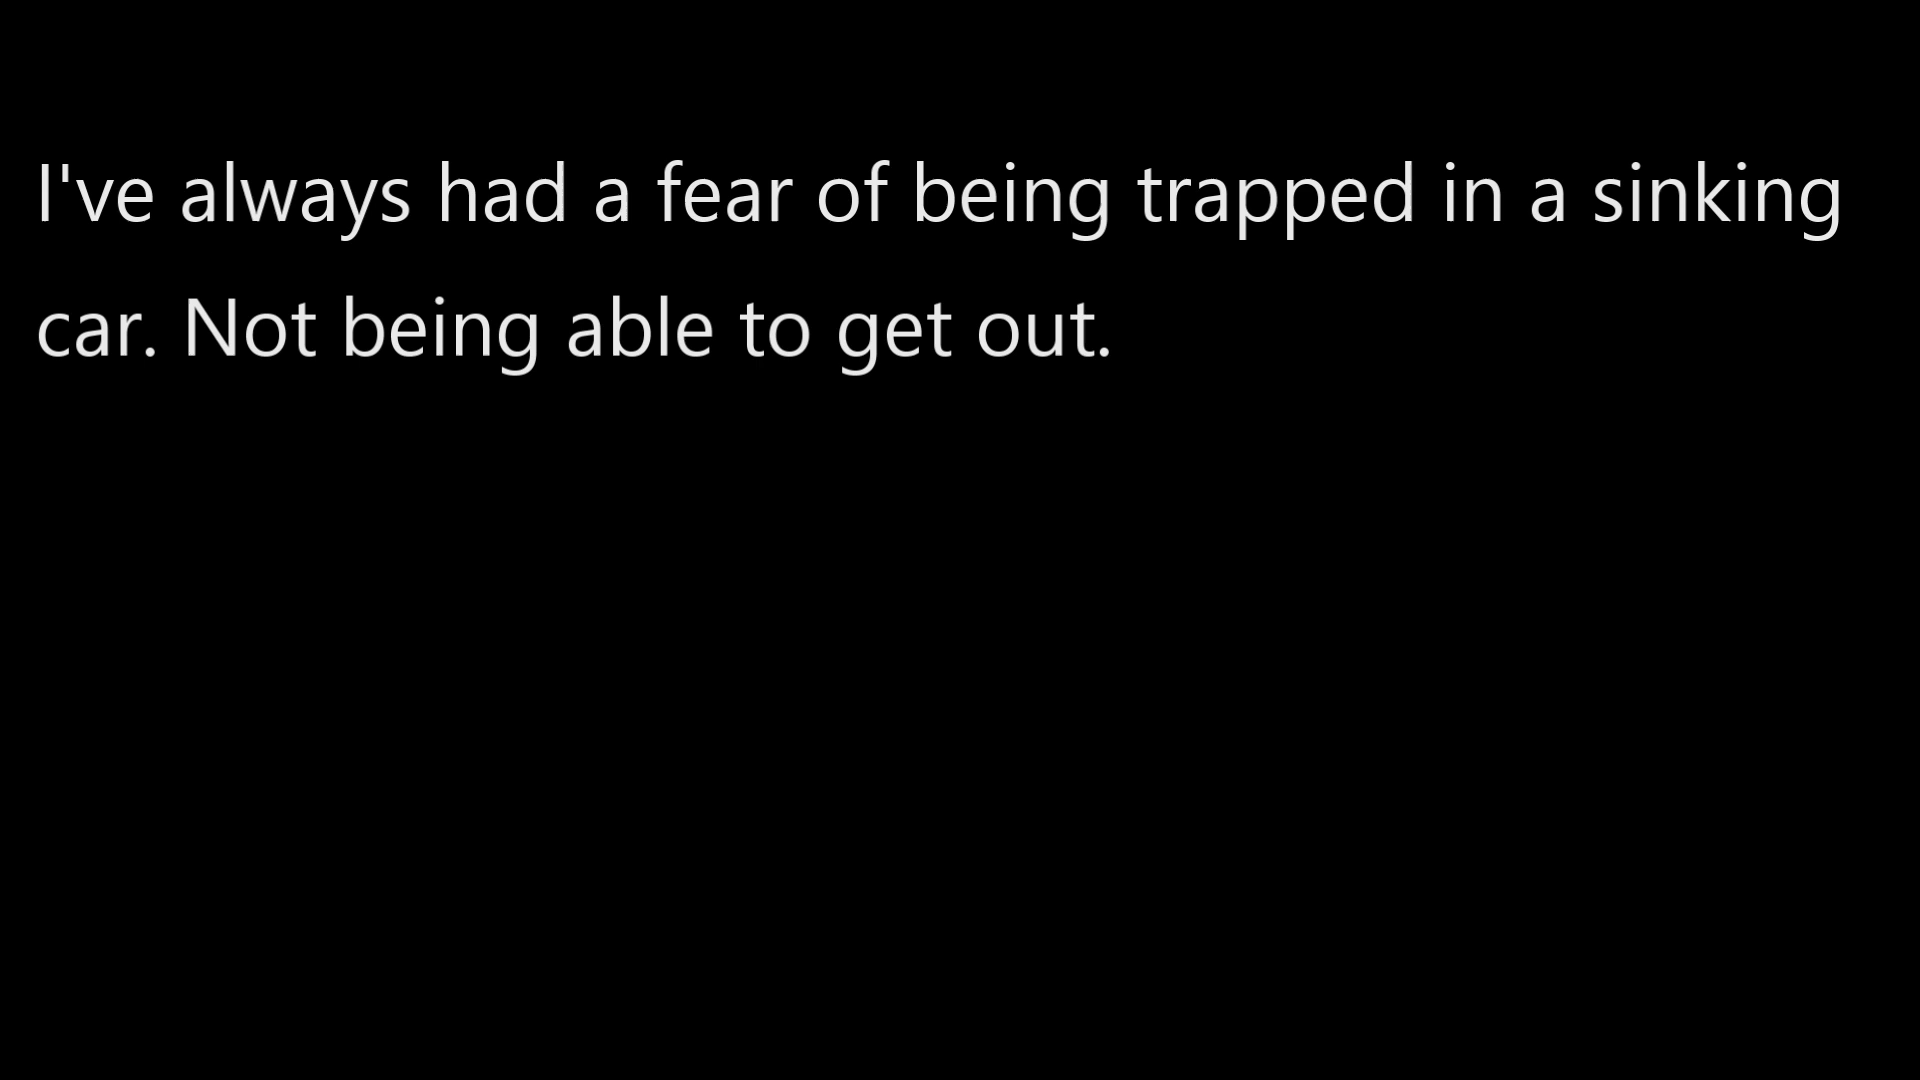 I've always had a fear of being trapped in a sinking
car. Not being able to get out.